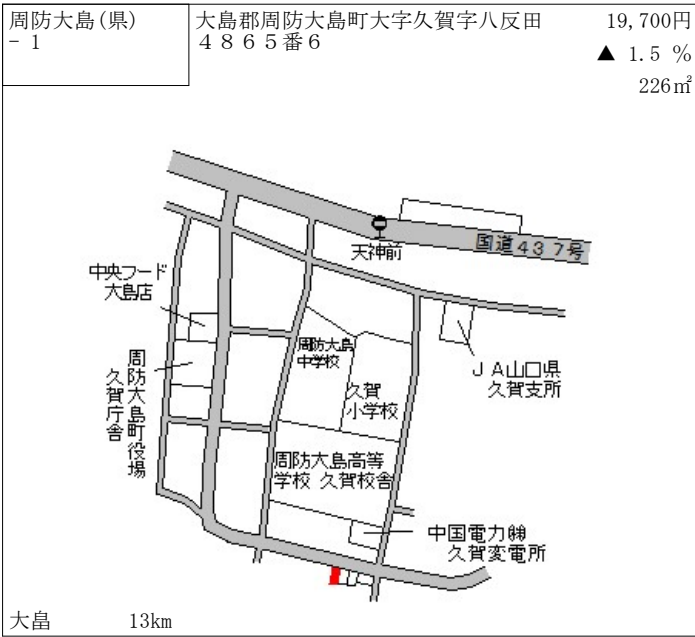 周防大島(県)
- 1
大島郡周防大島町大字久賀字八反田
４８６５番６
19,700円
▲ 1.5 %
226㎡
国道４３７号
天神前
中央フード
大島店
周防大島
中学校
ＪＡ山口県
久賀支所
周防大島町役場
久賀庁舎
久賀
小学校
周防大島高等
学校 久賀校舎
中国電力㈱
久賀変電所
大畠 13km